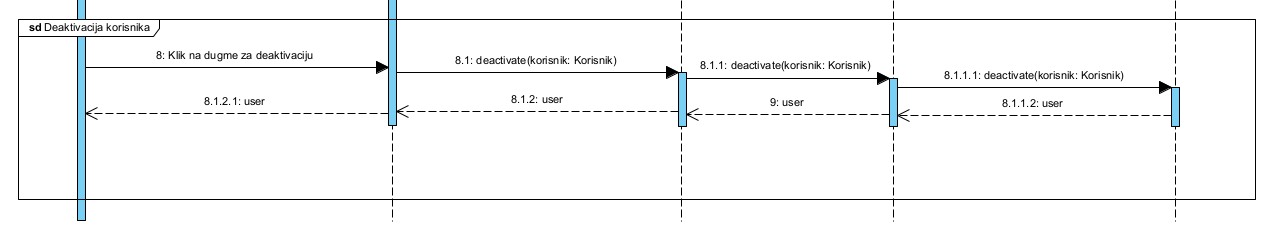 sd Deaktivacija korisnika
8: Klik na dugme za deaktivaciju
8.1: deactivate(korisnik: Korisnik)
8.1.1: deactivate(korisnik: Korisnik)
8.1.1.1: deactivate(korisnik: Korisnik)
8.1.2.1: user
8.1.2: user
9: user
8.1.1.2: user